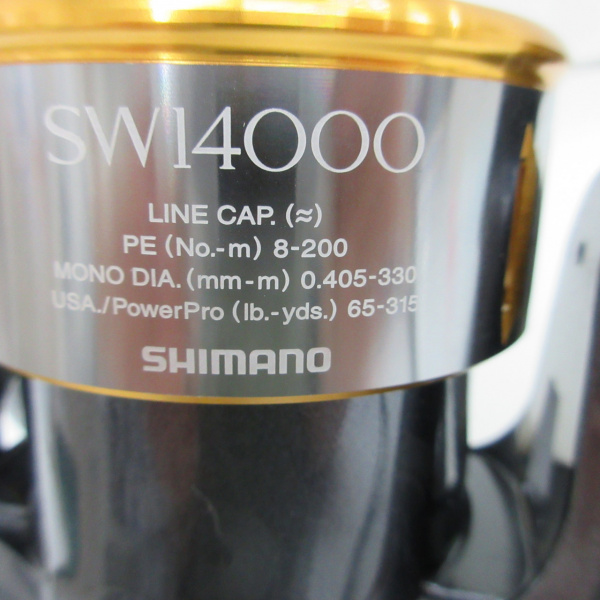 SW14000
LINE CAP. (≈)
PE (No.-m) 8-200
MONO DIA. (mm-m) 0.405-330
USA./PowerPro (lb.-yds.) 65-315
SHIMANO